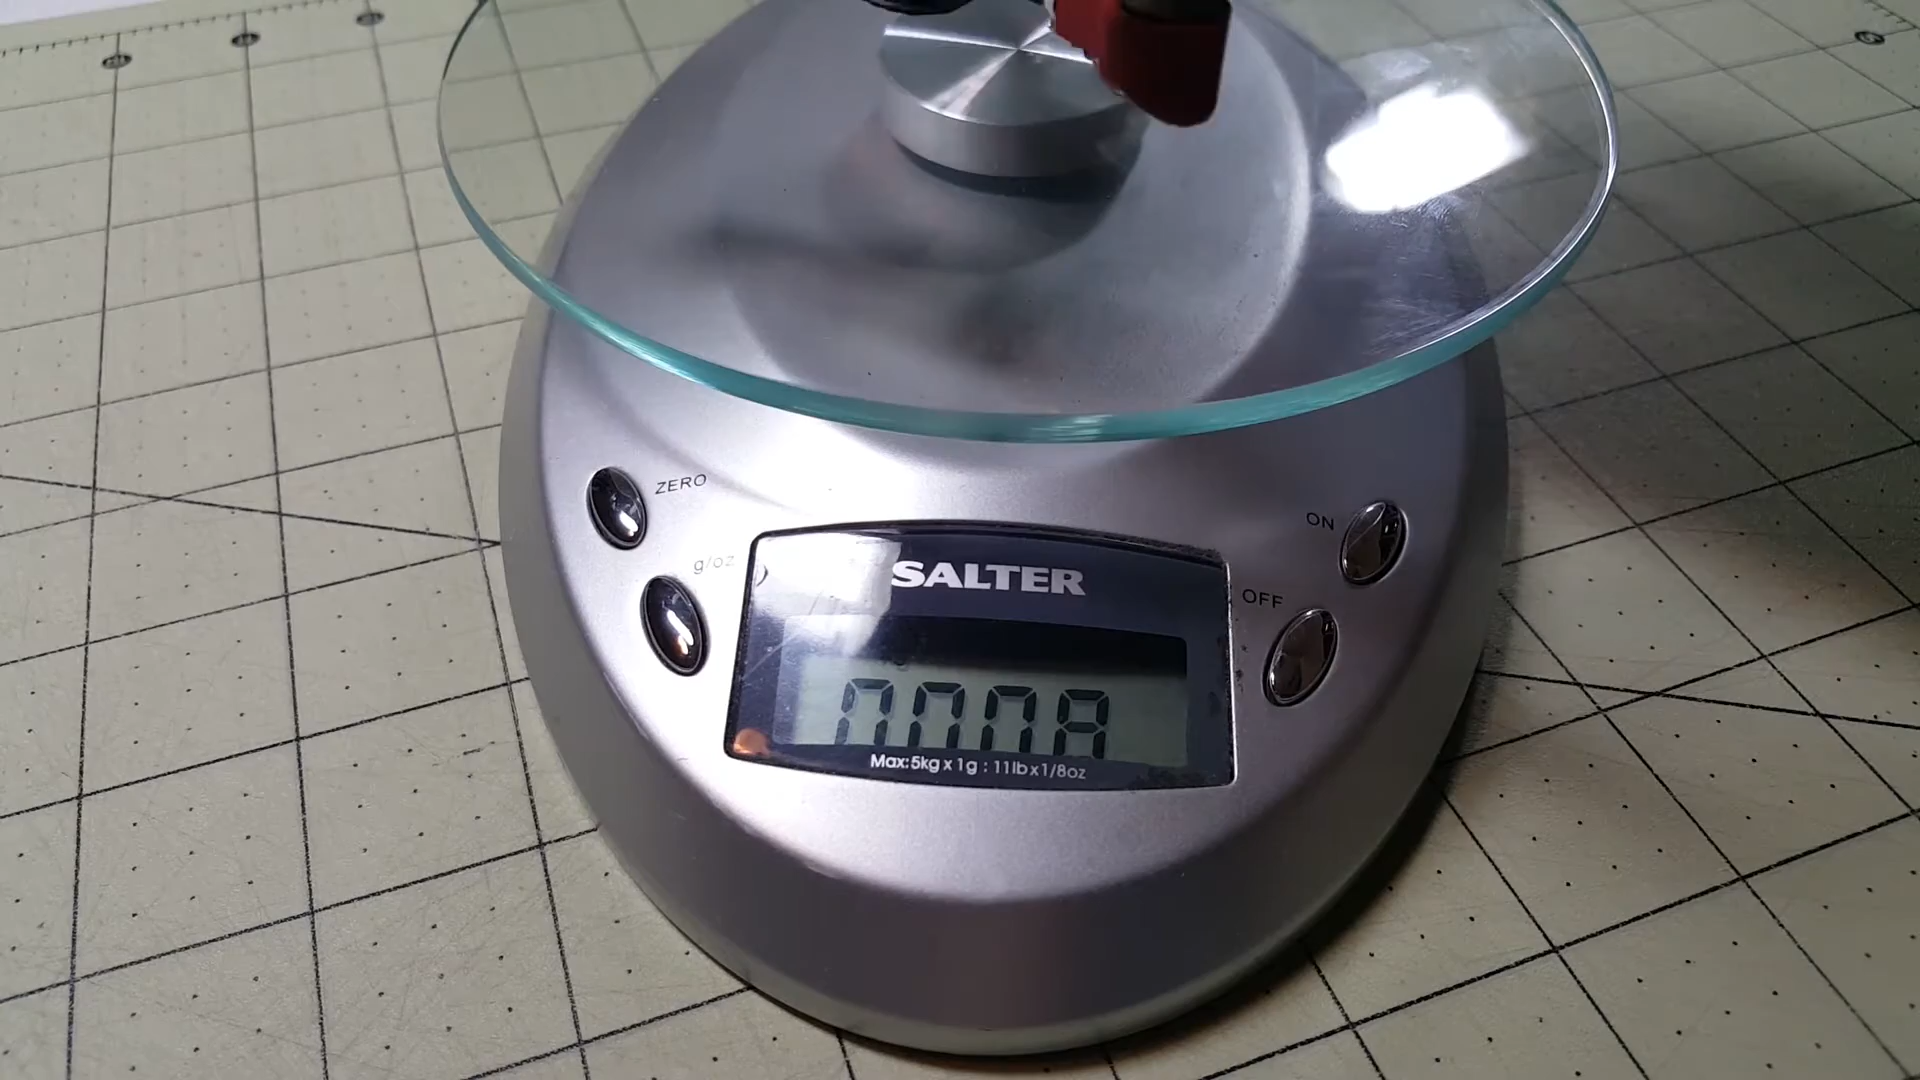 ZERO
g/oz
ON
OFF
SALTER
Max: 5kg x 1g : 11lb x 1/8oz